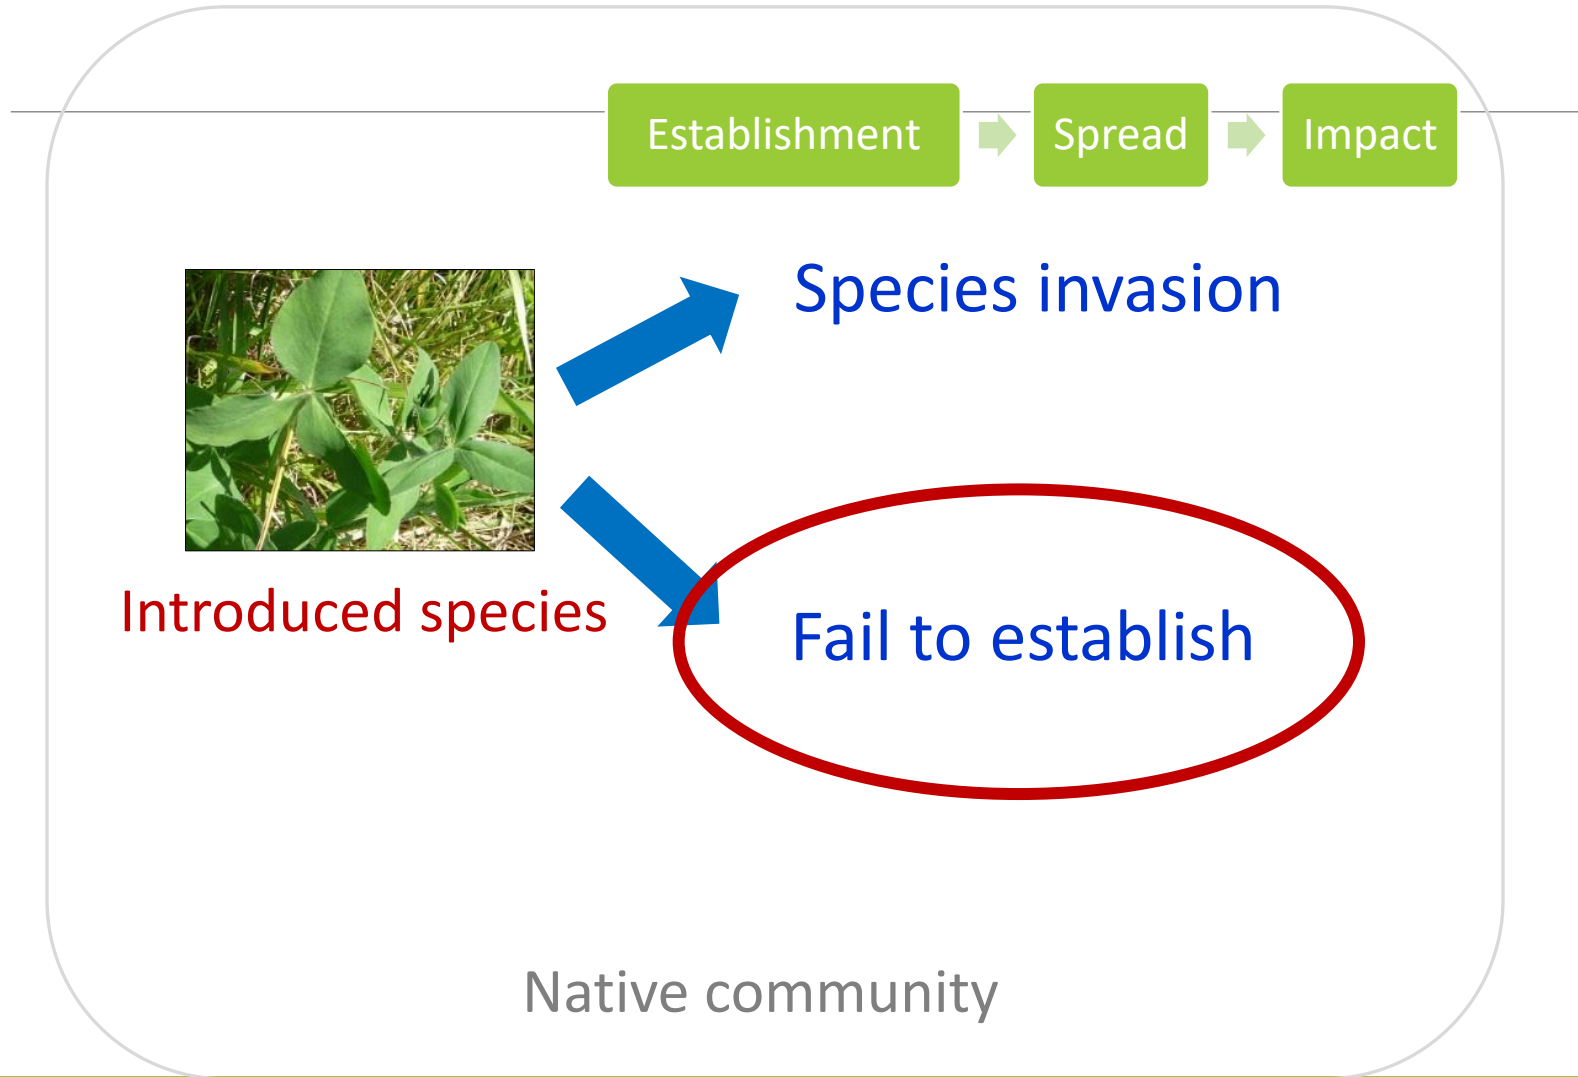 Establishment
Spread
Impact
Species invasion
Introduced species
Fail to establish
Native community